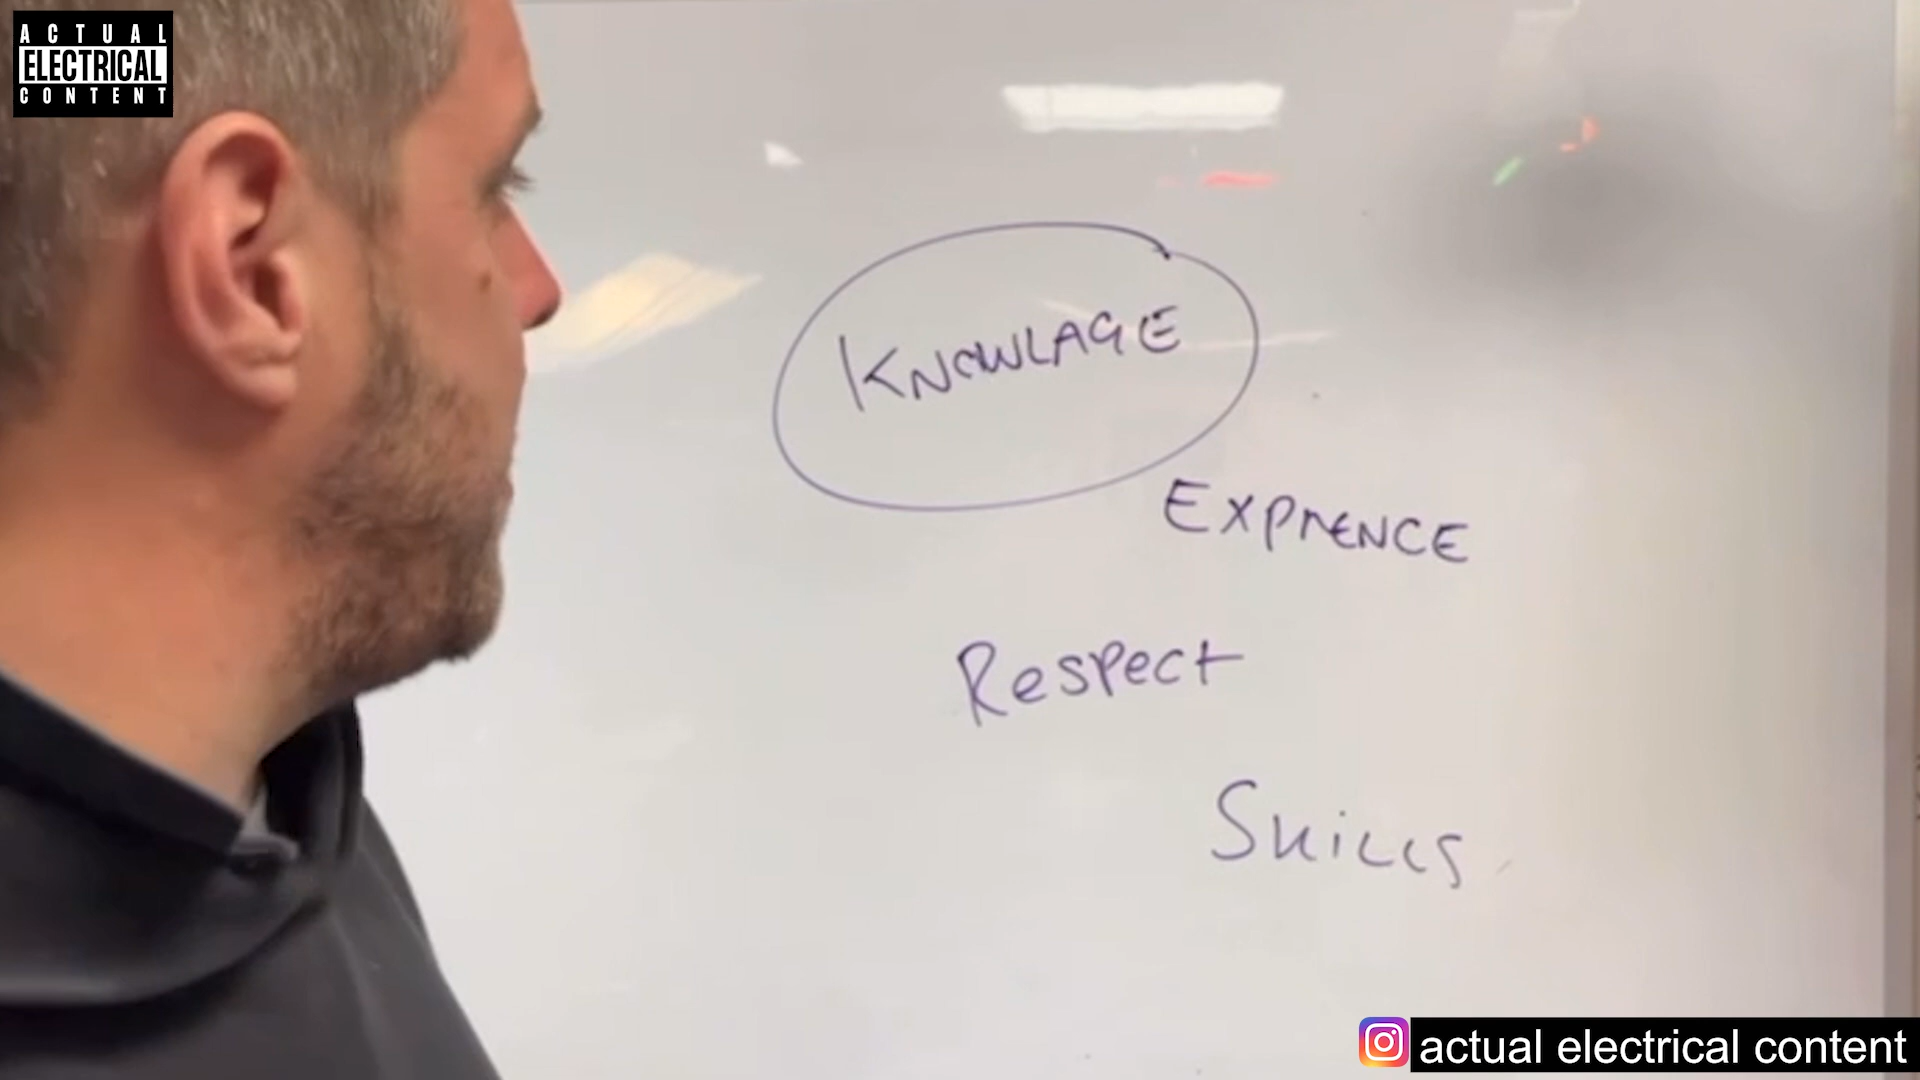 ACTUAL
ELECTRICAL
CONTENT
KNOWLAGE
EXPRENCE
Respect
Skills
actual electrical content